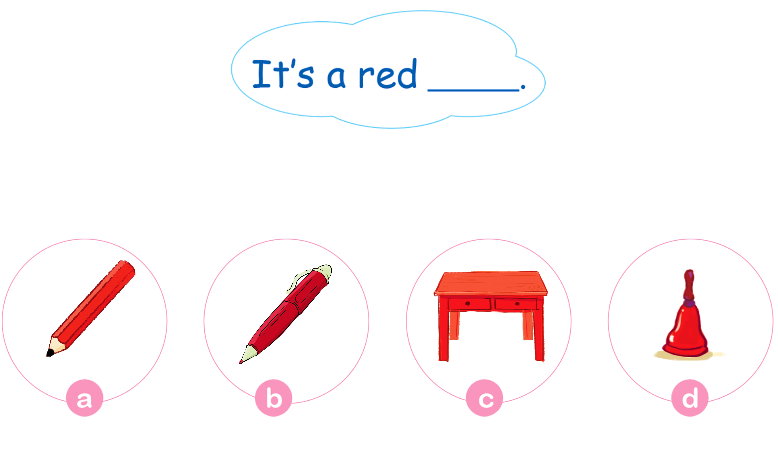 It's a red _____.
a b c d